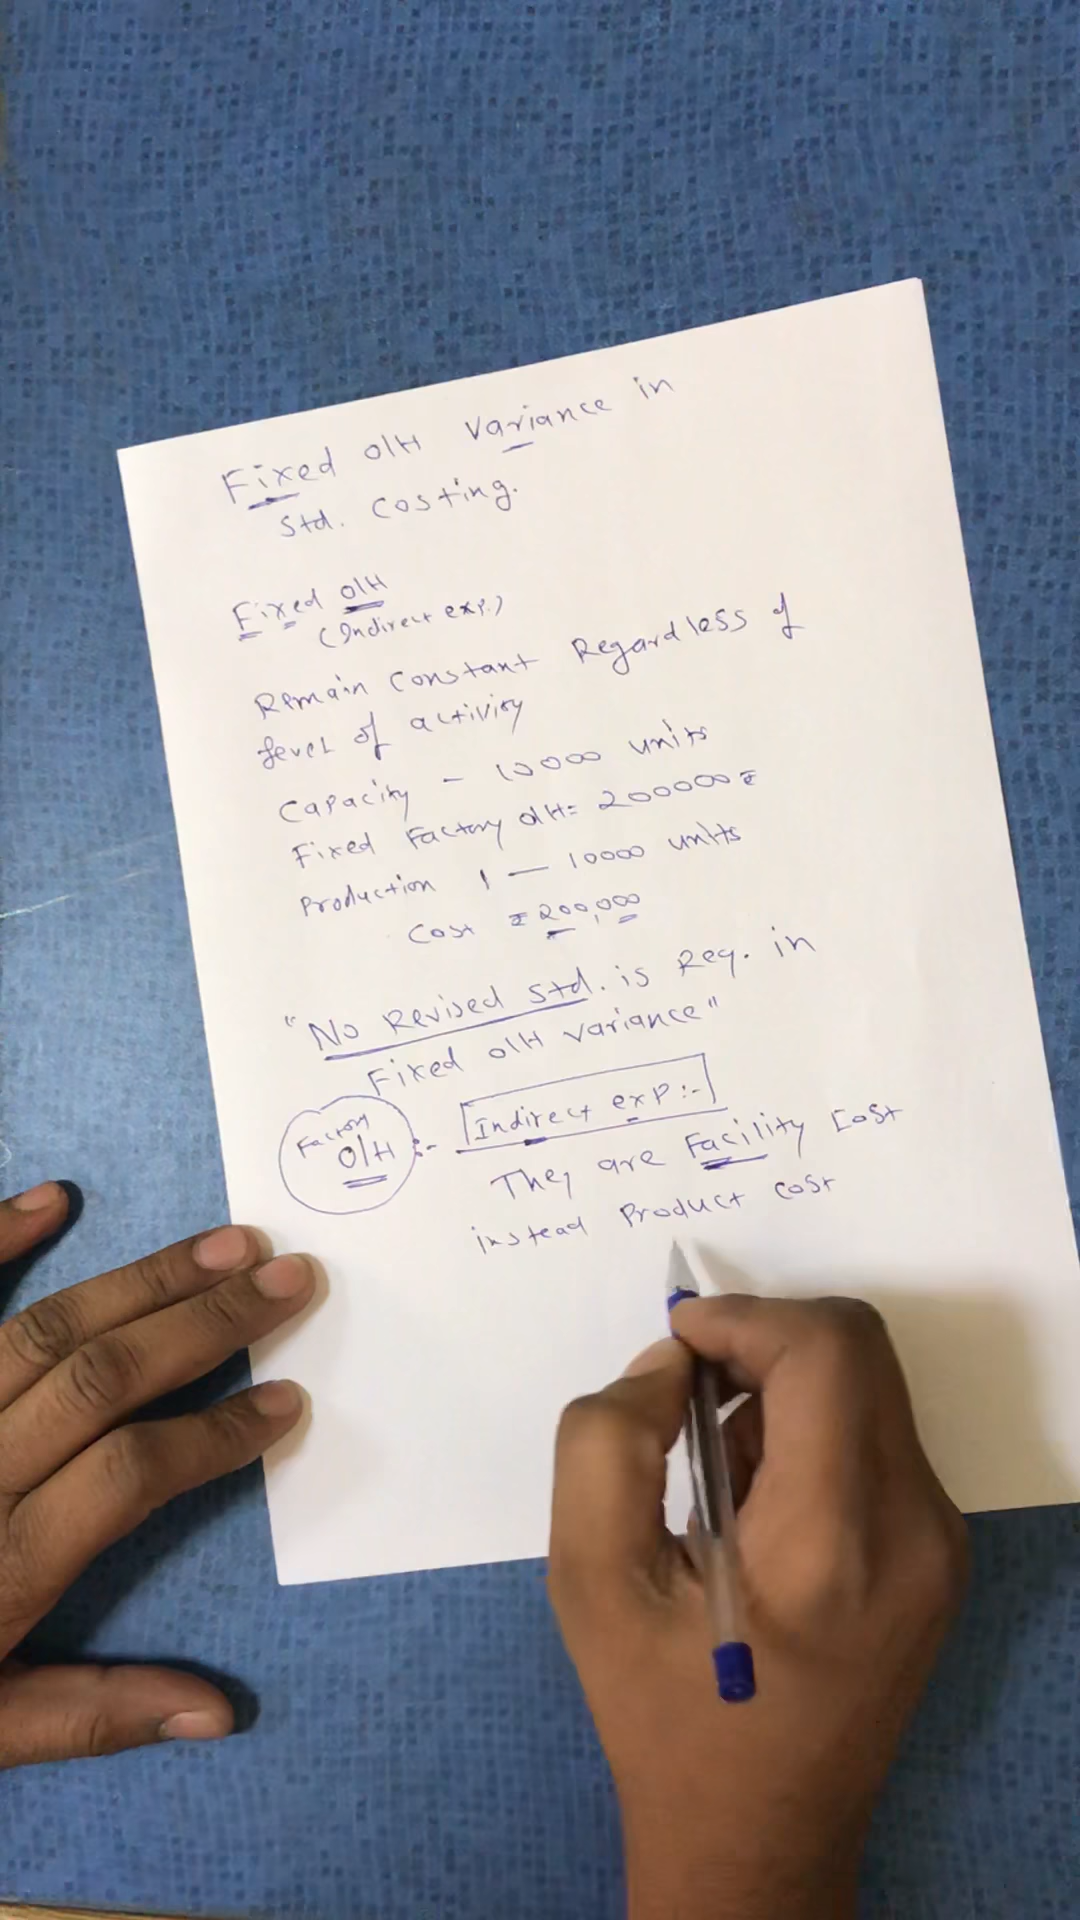 Fixed O/H Variance in
Std. Costing.
Fixed O/H
(Indirect exp.)
Remain Constant Regardless of
level of activity
Capacity - 10000 units
Fixed Factory O/H = 200000 ₹
Production 1 — 10000 units
Cost ₹ 200,000
"No Revised Std. is Req. in
Fixed O/H Variance"
Factory
O/H :- Indirect exp :-
They are Facility Cost
instead Product Cost